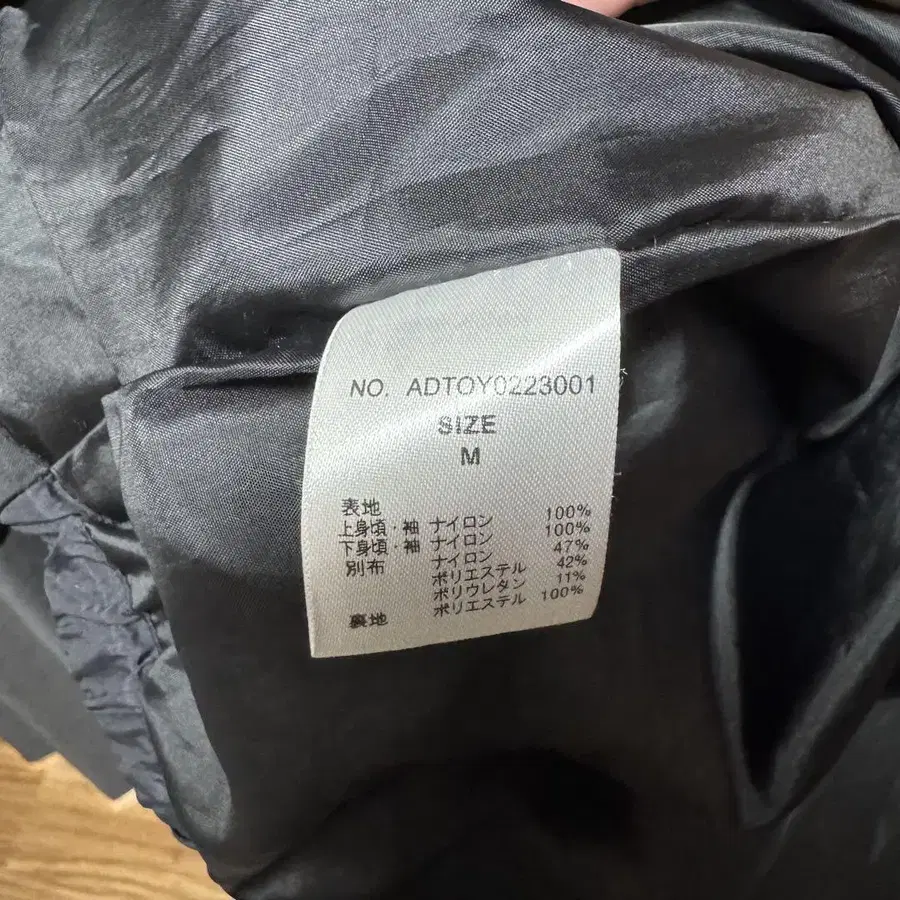 NO. ADTOY0223001
SIZE
M
表地
上身頃・袖 ナイロン 100%
下身頃・袖 ナイロン 100%
別布 ナイロン 47%
ポリエステル 42%
ポリウレタン 11%
裏地 ポリエステル 100%